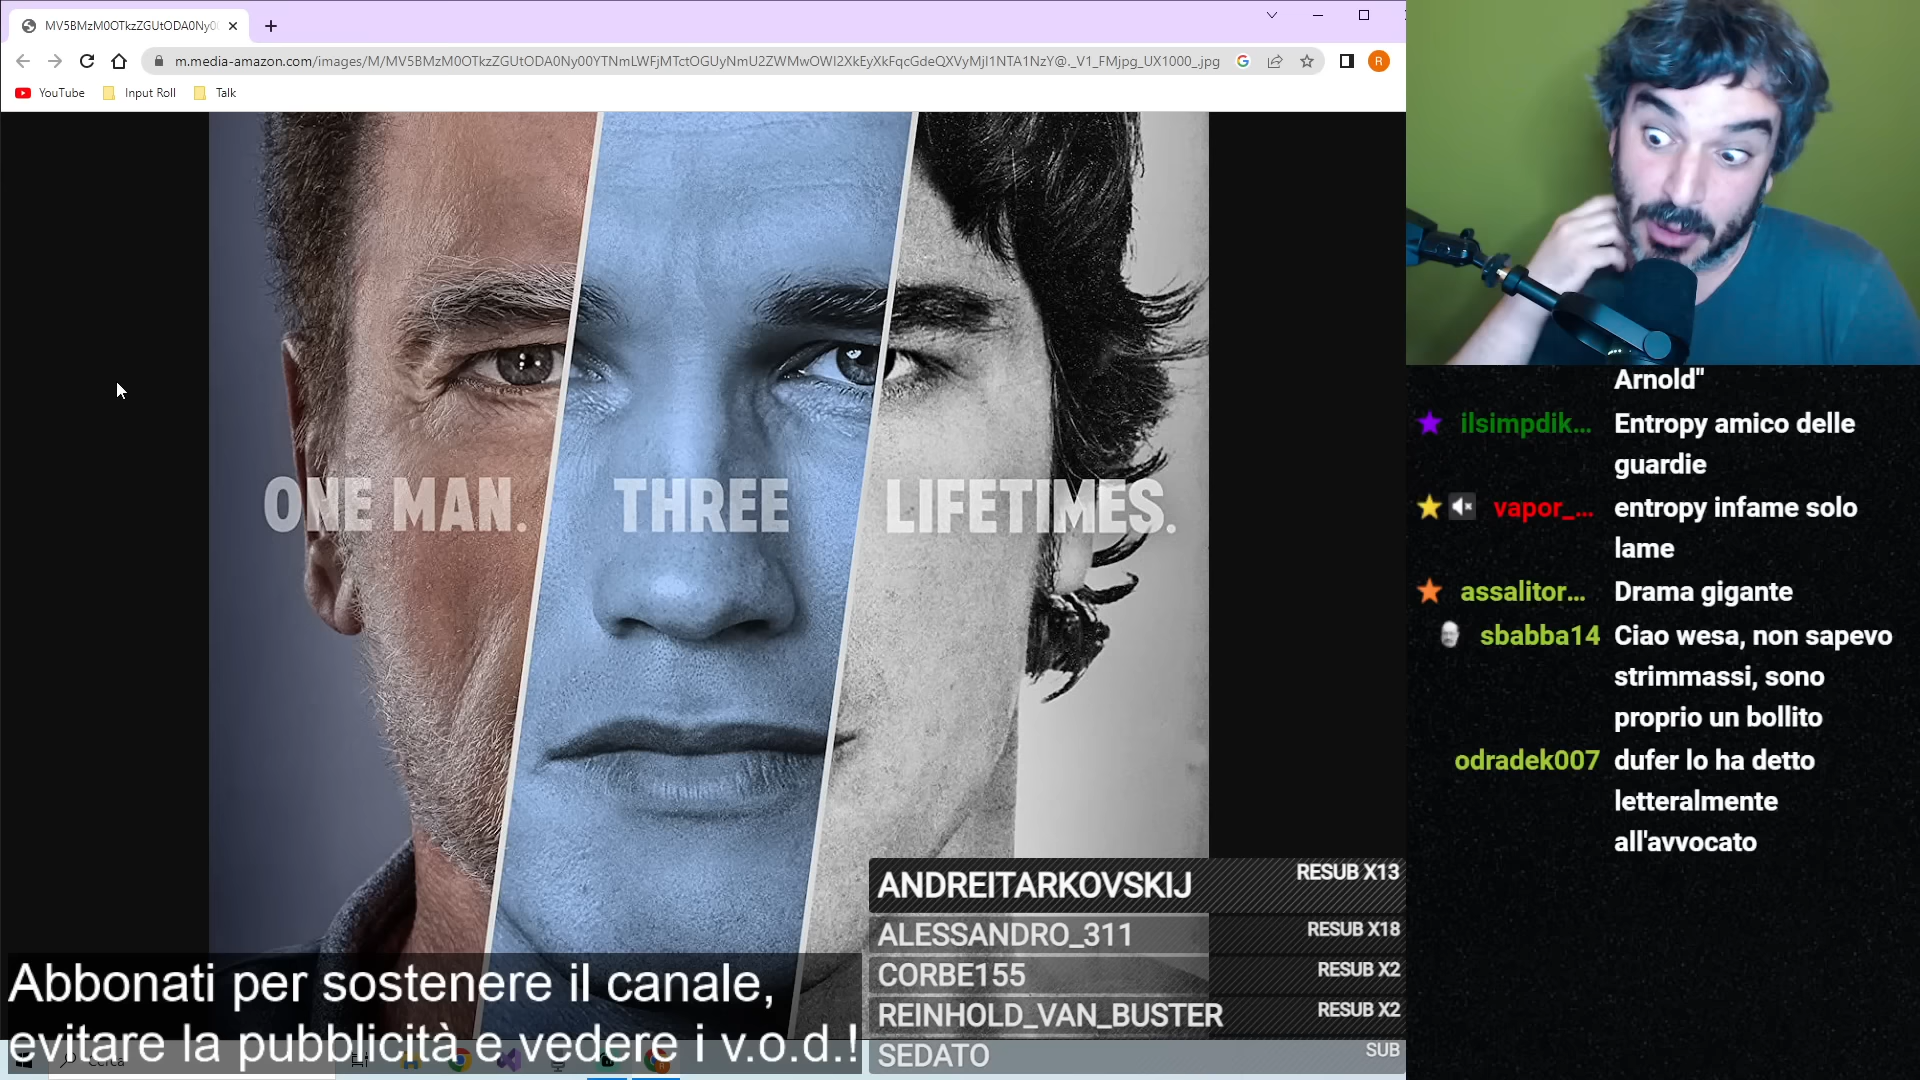 MV5BMzM0OTkzZGUtODA0Ny0
m.media-amazon.com/images/M/MV5BMzM0OTkzZGUtODA0Ny00YTNmLWFjMTctOGUyNmU2ZWMwOWI2XkEyXkFqcGdeQXVyMjI1NTA1NzY@._V1_FMjpg_UX1000_.jpg
R
YouTube
Input Roll
Talk
ONE MAN. THREE LIFETIMES.
Arnold"
ilsimpdik... Entropy amico delle
guardie
vapor_... entropy infame solo
lame
assalitor... Drama gigante
sbabba14 Ciao wesa, non sapevo
strimmassi, sono
proprio un bollito
odradek007 dufer lo ha detto
letteralmente
all'avvocato
ANDREITARKOVSKIJ RESUB X13
ALESSANDRO_311 RESUB X18
CORBE155 RESUB X2
REINHOLD_VAN_BUSTER RESUB X2
SEDATO SUB
Abbonati per sostenere il canale,
evitare la pubblicità e vedere i v.o.d.!
Cerca